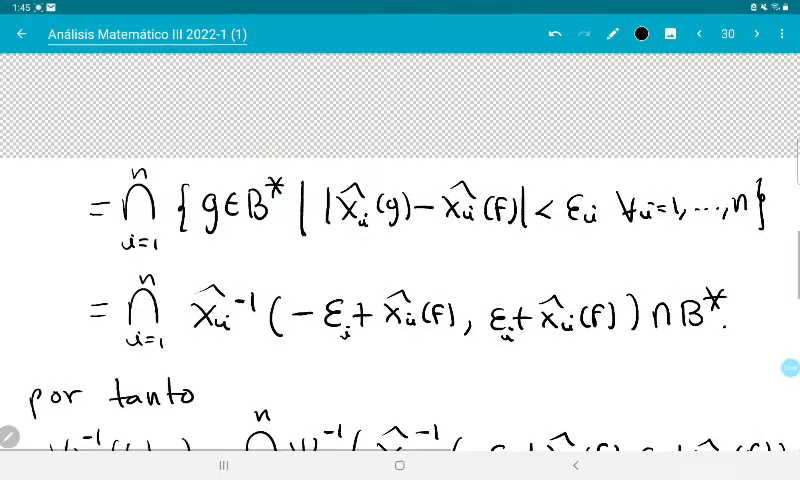 1:45
Análisis Matemático III 2022-1 (1)
30
= ⋂_{i=1}^{n} { g ∈ B* | |x̂_i(g) − x̂_i(f)| < ε_i ∀i=1, ..., n }
= ⋂_{i=1}^{n} x̂_i^{-1} ( − ε_i + x̂_i(f), ε_i + x̂_i(f) ) ∩ B*.
por tanto
n